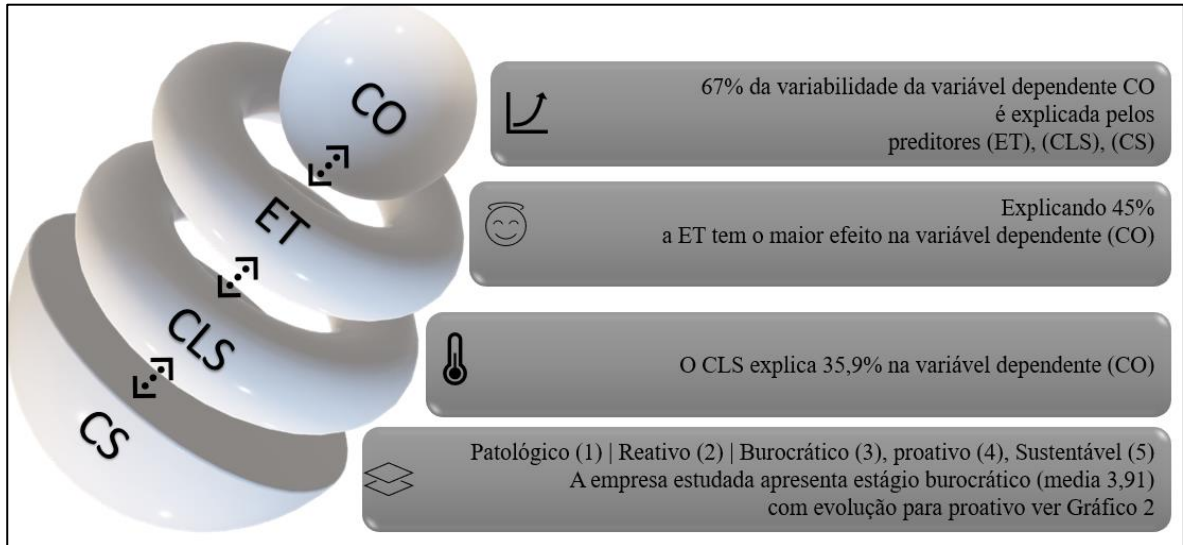 CO
67% da variabilidade da variável dependente CO
é explicada pelos
preditores (ET), (CLS), (CS)
ET
Explicando 45%
a ET tem o maior efeito na variável dependente (CO)
CLS
O CLS explica 35,9% na variável dependente (CO)
CS
Patológico (1) | Reativo (2) | Burocrático (3), proativo (4), Sustentável (5)
A empresa estudada apresenta estágio burocrático (media 3,91)
com evolução para proativo ver Gráfico 2